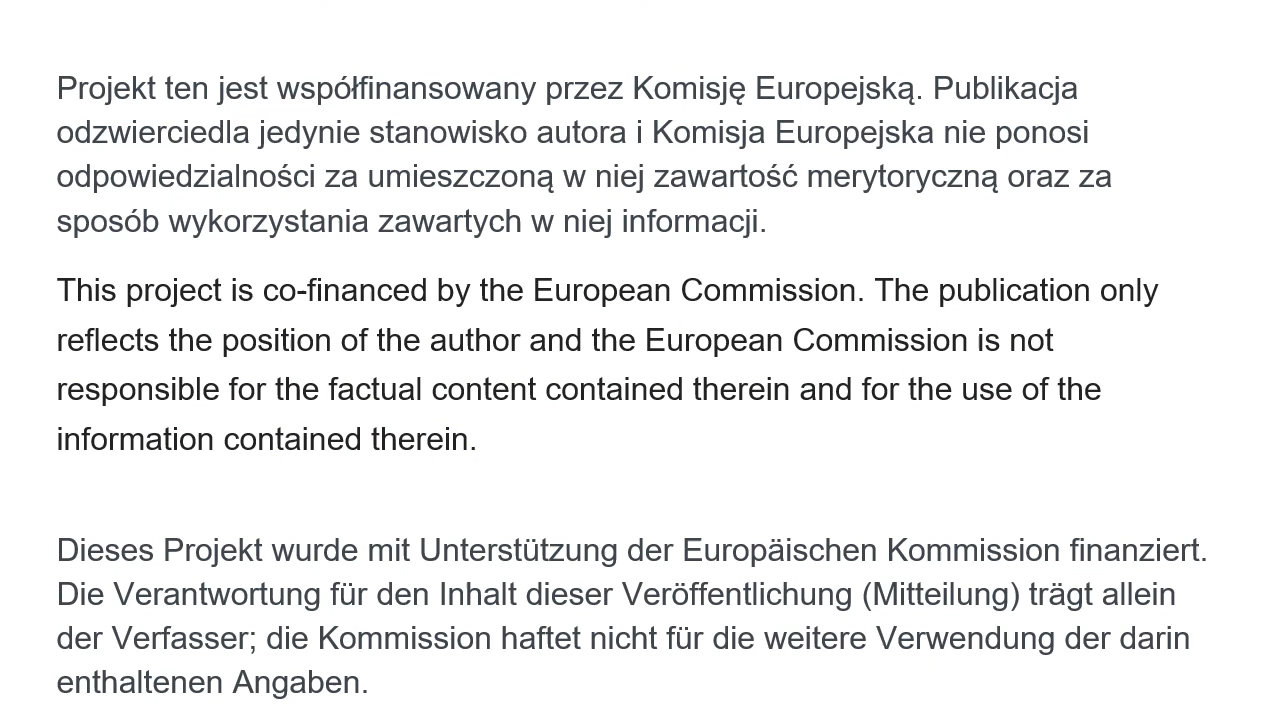 Projekt ten jest współfinansowany przez Komisję Europejską. Publikacja
odzwierciedla jedynie stanowisko autora i Komisja Europejska nie ponosi
odpowiedzialności za umieszczoną w niej zawartość merytoryczną oraz za
sposób wykorzystania zawartych w niej informacji.
This project is co-financed by the European Commission. The publication only
reflects the position of the author and the European Commission is not
responsible for the factual content contained therein and for the use of the
information contained therein.
Dieses Projekt wurde mit Unterstützung der Europäischen Kommission finanziert.
Die Verantwortung für den Inhalt dieser Veröffentlichung (Mitteilung) trägt allein
der Verfasser; die Kommission haftet nicht für die weitere Verwendung der darin
enthaltenen Angaben.